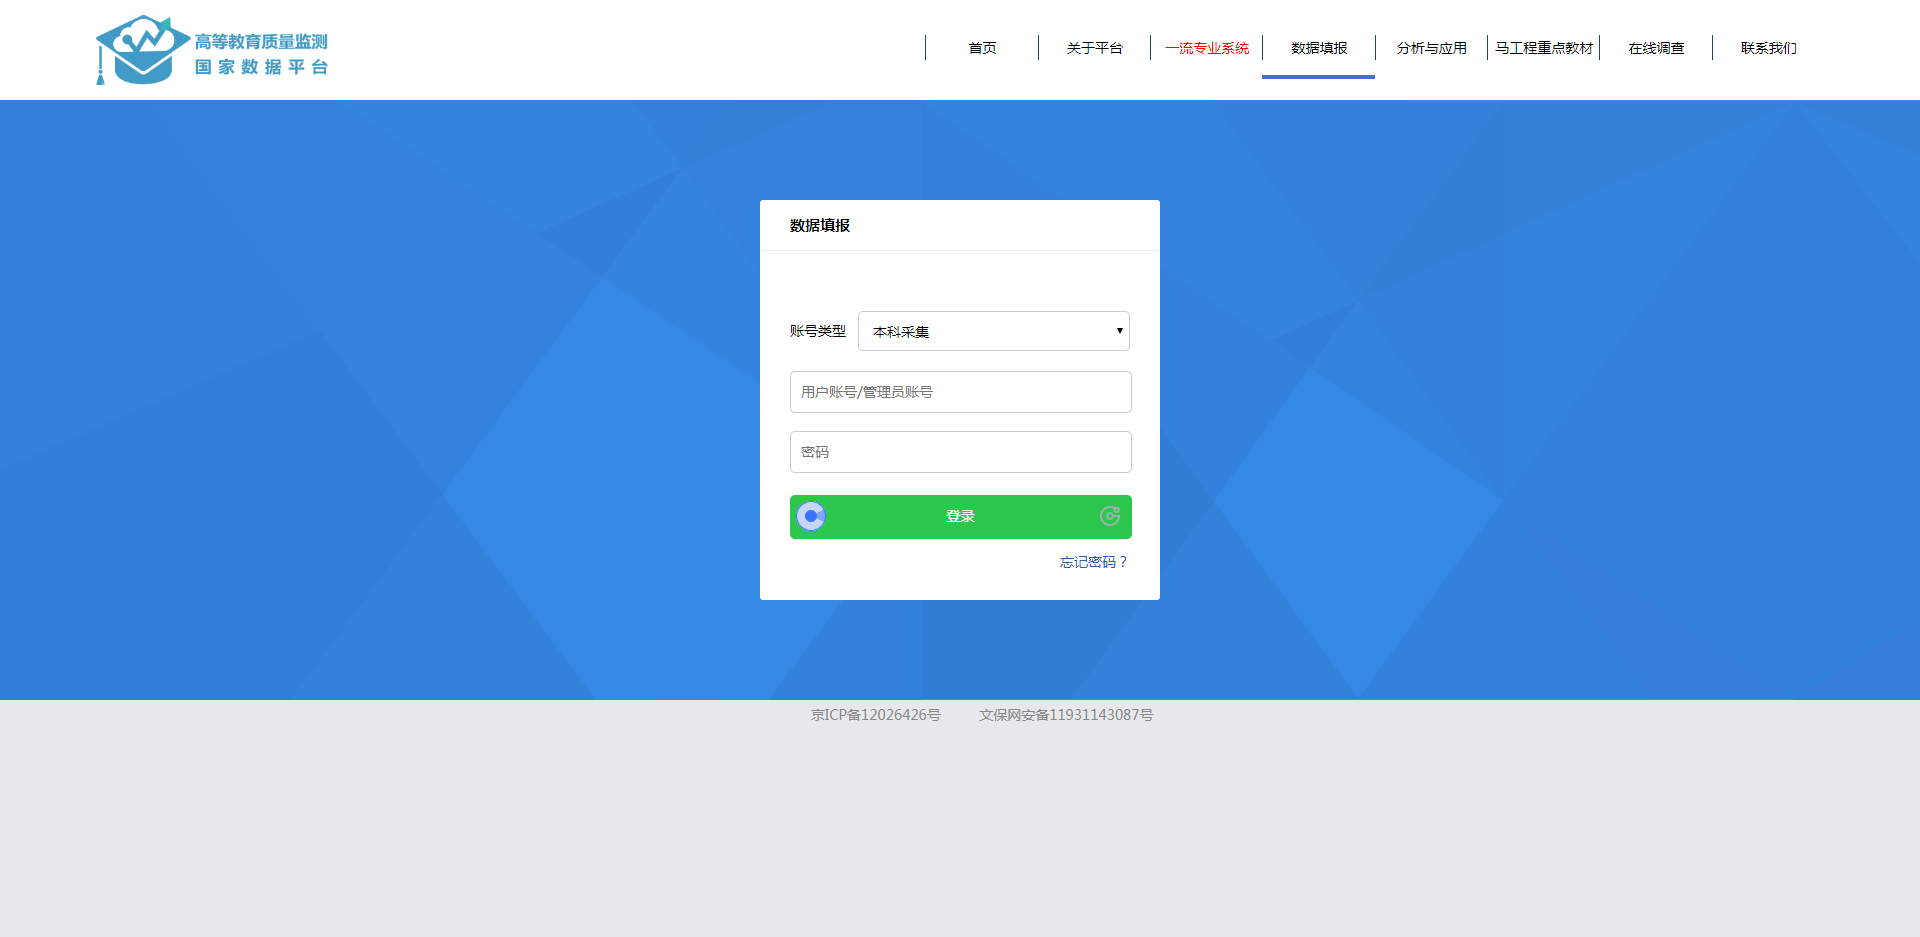 高等教育质量监测
国家数据平台
首页
关于平台
一流专业系统
数据填报
分析与应用
马工程重点教材
在线调查
联系我们
数据填报
账号类型
本科采集
用户账号/管理员账号
密码
登录
忘记密码？
京ICP备12026426号 文保网安备11931143087号